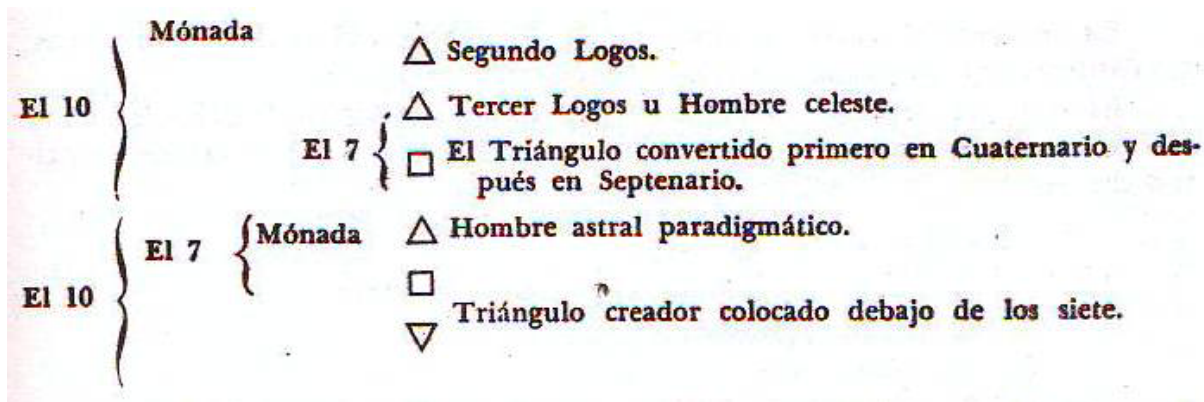 Mónada
△ Segundo Logos.
El 10
△ Tercer Logos u Hombre celeste.
El 7
□ El Triángulo convertido primero en Cuaternario y des-
pués en Septenario.
El 7 Mónada △ Hombre astral paradigmático.
El 10
□
Triángulo creador colocado debajo de los siete.
▽